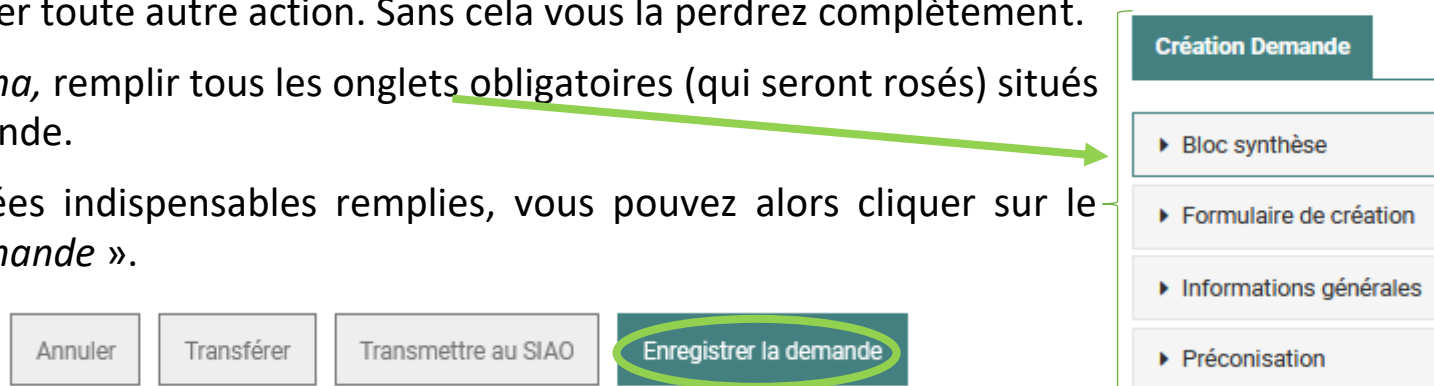 er toute autre action. Sans cela vous la perdrez complètement.
na, remplir tous les onglets obligatoires (qui seront rosés) situés
nde.
ées indispensables remplies, vous pouvez alors cliquer sur le
nande ».
Annuler
Transférer
Transmettre au SIAO
Enregistrer la demande
Création Demande
Bloc synthèse
Formulaire de création
Informations générales
Préconisation